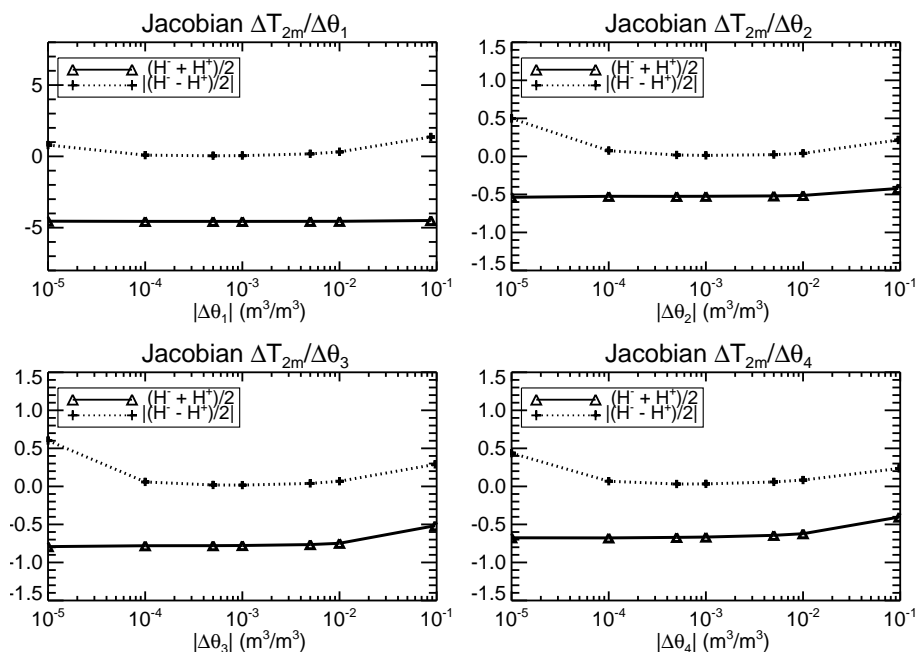 Jacobian ΔT₂ₘ/Δθ₁
(H⁻ + H⁺)/2
|(H⁻ - H⁺)/2|
5
0
-5
10⁻⁵ 10⁻⁴ 10⁻³ 10⁻² 10⁻¹
|Δθ₁| (m³/m³)
Jacobian ΔT₂ₘ/Δθ₂
1.5
(H⁻ + H⁺)/2
1.0
|(H⁻ - H⁺)/2|
0.5
0.0
-0.5
-1.0
-1.5
10⁻⁵ 10⁻⁴ 10⁻³ 10⁻² 10⁻¹
|Δθ₂| (m³/m³)
Jacobian ΔT₂ₘ/Δθ₃
1.5
(H⁻ + H⁺)/2
1.0
|(H⁻ - H⁺)/2|
0.5
0.0
-0.5
-1.0
-1.5
10⁻⁵ 10⁻⁴ 10⁻³ 10⁻² 10⁻¹
|Δθ₃| (m³/m³)
Jacobian ΔT₂ₘ/Δθ₄
1.5
(H⁻ + H⁺)/2
1.0
|(H⁻ - H⁺)/2|
0.5
0.0
-0.5
-1.0
-1.5
10⁻⁵ 10⁻⁴ 10⁻³ 10⁻² 10⁻¹
|Δθ₄| (m³/m³)